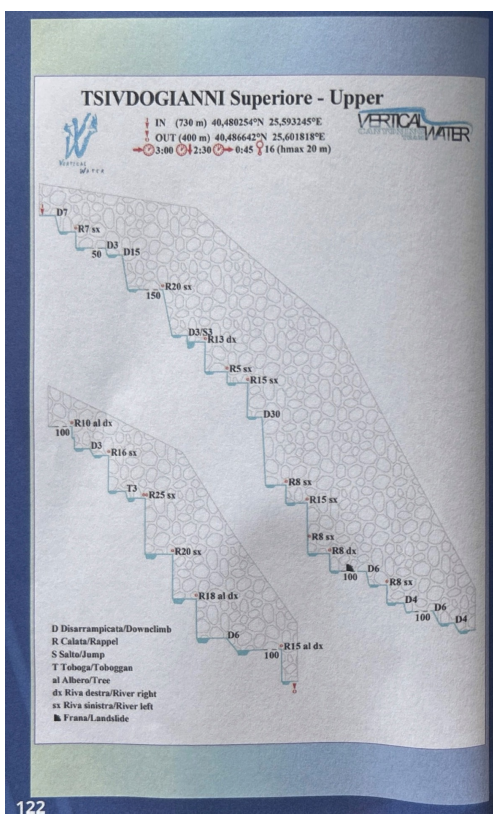 TSIVDOGIANNI Superiore - Upper
IN (730 m) 40,480254°N 25,593245°E
OUT (400 m) 40,486642°N 25,601818°E
3:00 2:30 0:45 16 (hmax 20 m)
VERTICAL WATER
VERTICAL
WATER
D7
R7 sx
50
D3
D15
150
R20 sx
D3/S3
R13 dx
R5 sx
R15 sx
D30
R8 sx
R15 sx
R8 sx
R8 dx
100
D6
R8 sx
D4
100
D6
D4
100
R10 al dx
D3
R16 sx
T3
R25 sx
R20 sx
R18 al dx
D6
100
R15 al dx
D Disarrampicata/Downclimb
R Calata/Rappel
S Salto/Jump
T Toboga/Toboggan
al Albero/Tree
dx Riva destra/River right
sx Riva sinistra/River left
Frana/Landslide
122